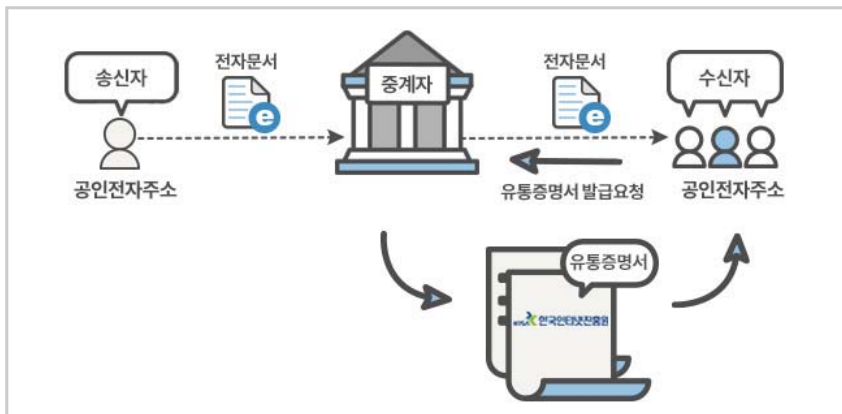 송신자
전자문서
e
중계자
전자문서
e
수신자
공인전자주소
유통증명서 발급요청
공인전자주소
유통증명서
한국인터넷진흥원